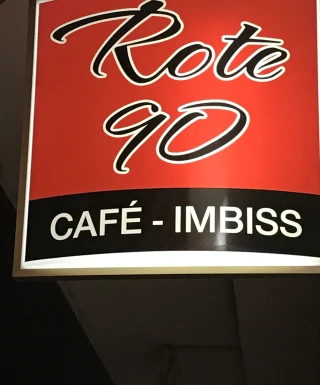 Rote
90
CAFÉ - IMBISS